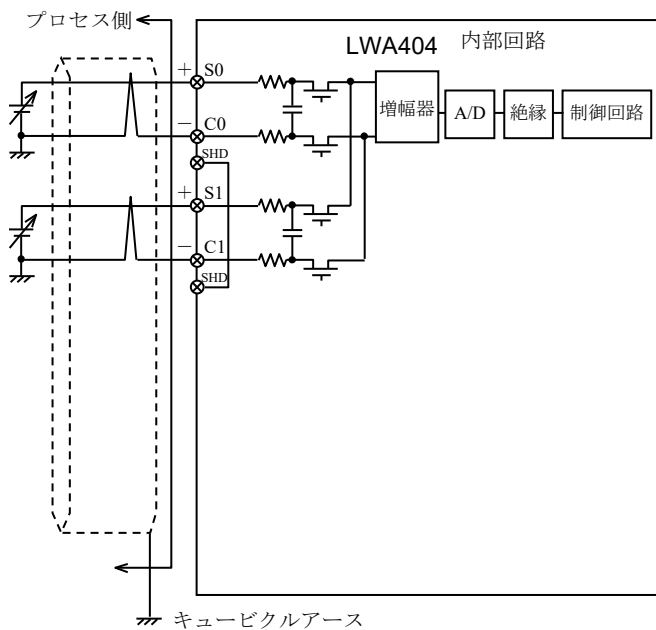 プロセス側
LWA404 内部回路
+ S0
増幅器
A/D
絶縁
制御回路
− C0
SHD
+ S1
− C1
SHD
キュービクルアース